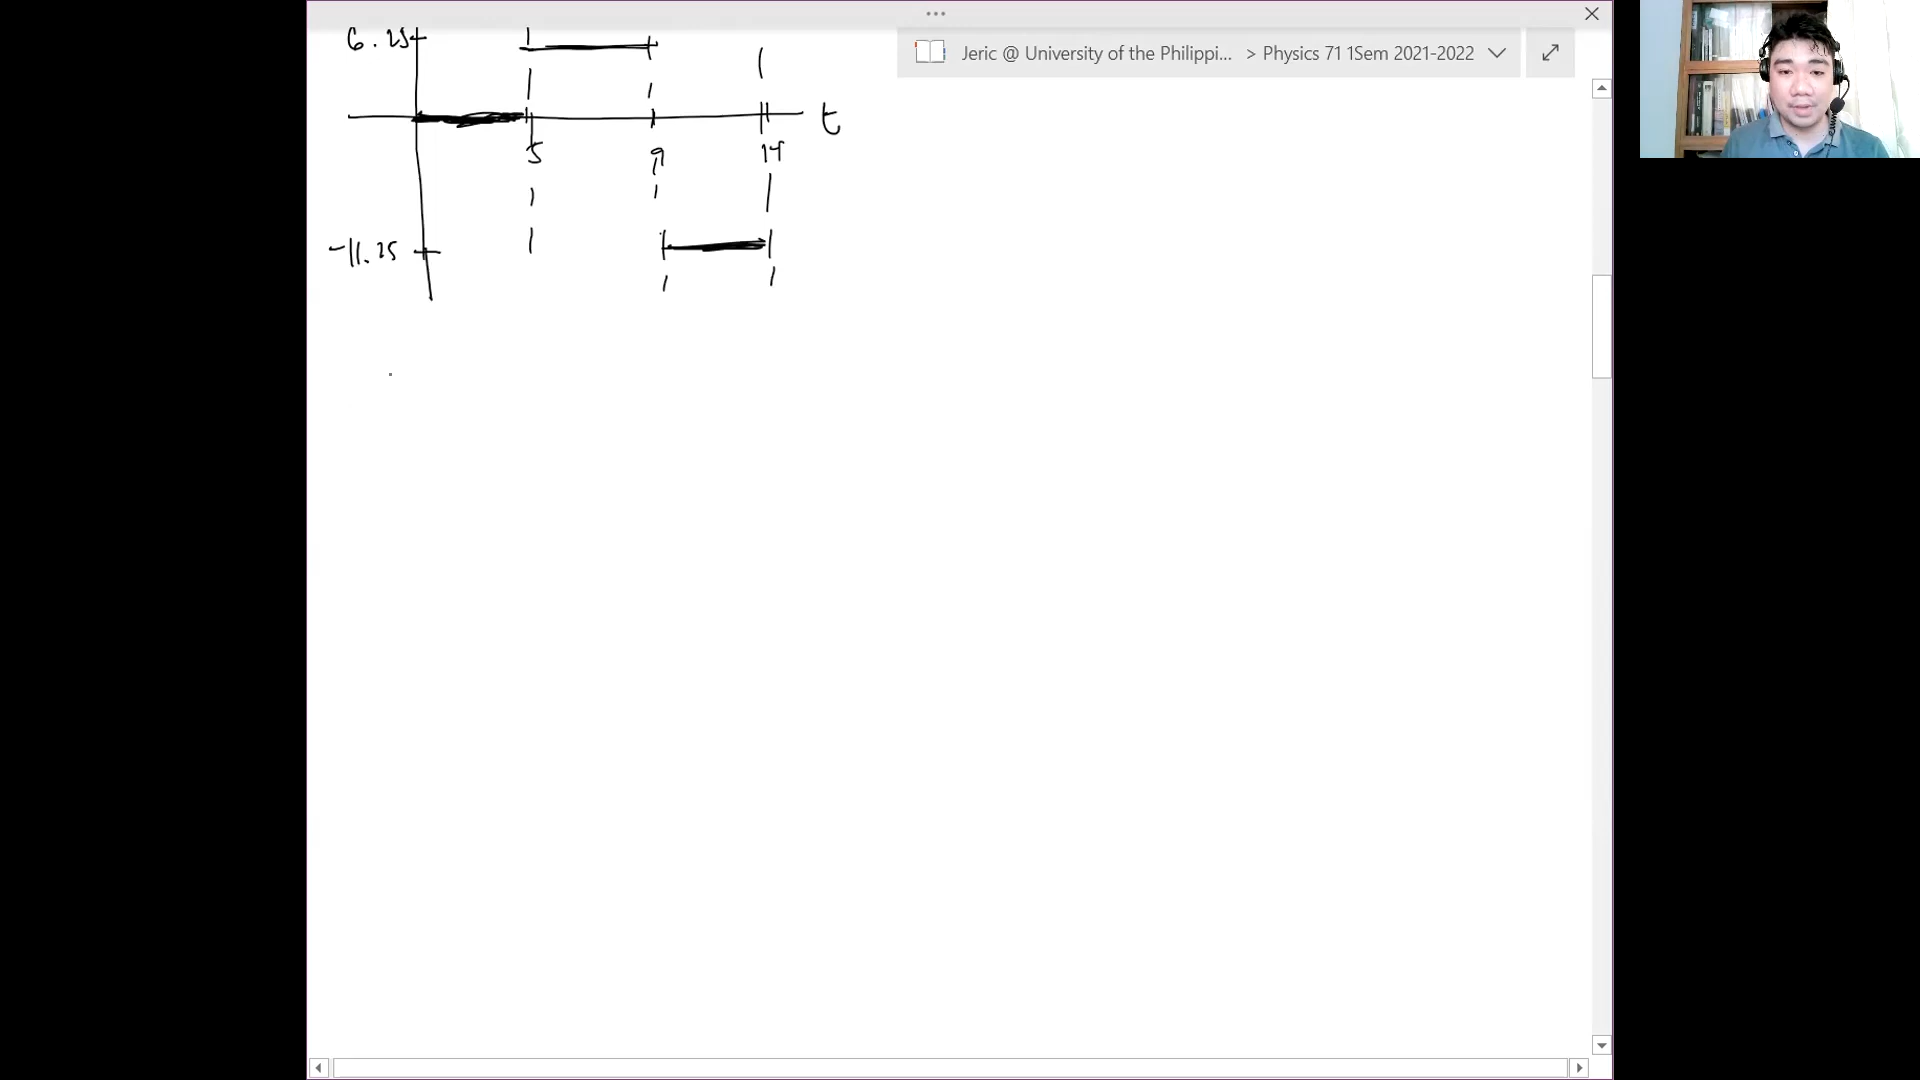 Jeric @ University of the Philippi... > Physics 71 1Sem 2021-2022
6.25
t
5 9 14
-11.25